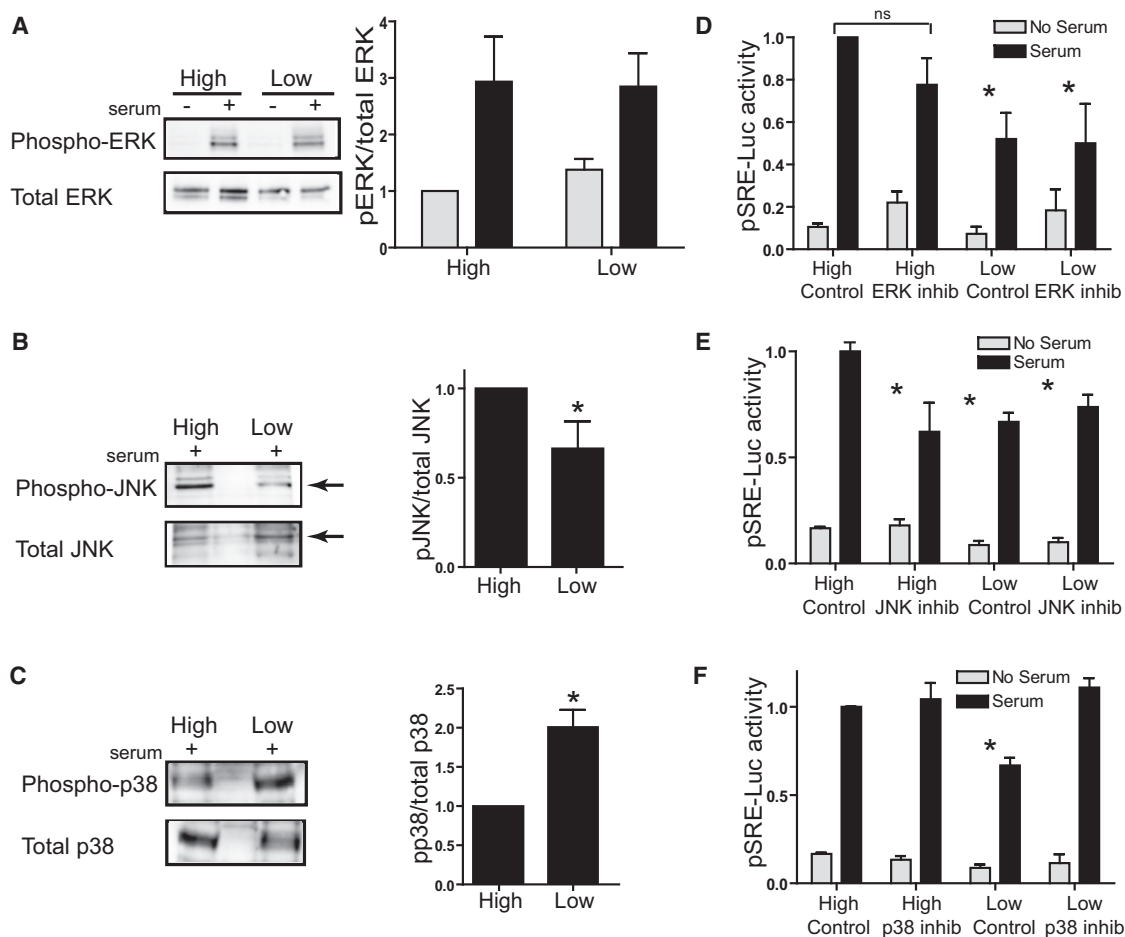 A
High Low
serum - + - +
Phospho-ERK
Total ERK
pERK/total ERK
4
3
2
1
0
High Low
D
ns
No Serum
Serum
pSRE-Luc activity
1.0
0.8
0.6
0.4
0.2
0.0
* *
High Control
High ERK inhib
Low Control
Low ERK inhib
B
High Low
serum + +
Phospho-JNK
Total JNK
pJNK/total JNK
1.0
0.5
0.0
*
High Low
E
No Serum
Serum
pSRE-Luc activity
1.0
0.5
0.0
* * *
High Control
High JNK inhib
Low Control
Low JNK inhib
C
High Low
serum + +
Phospho-p38
Total p38
pp38/total p38
2.5
2.0
1.5
1.0
0.5
0.0
*
High Low
F
No Serum
Serum
pSRE-Luc activity
1.0
0.5
0.0
*
High Control
High p38 inhib
Low Control
Low p38 inhib